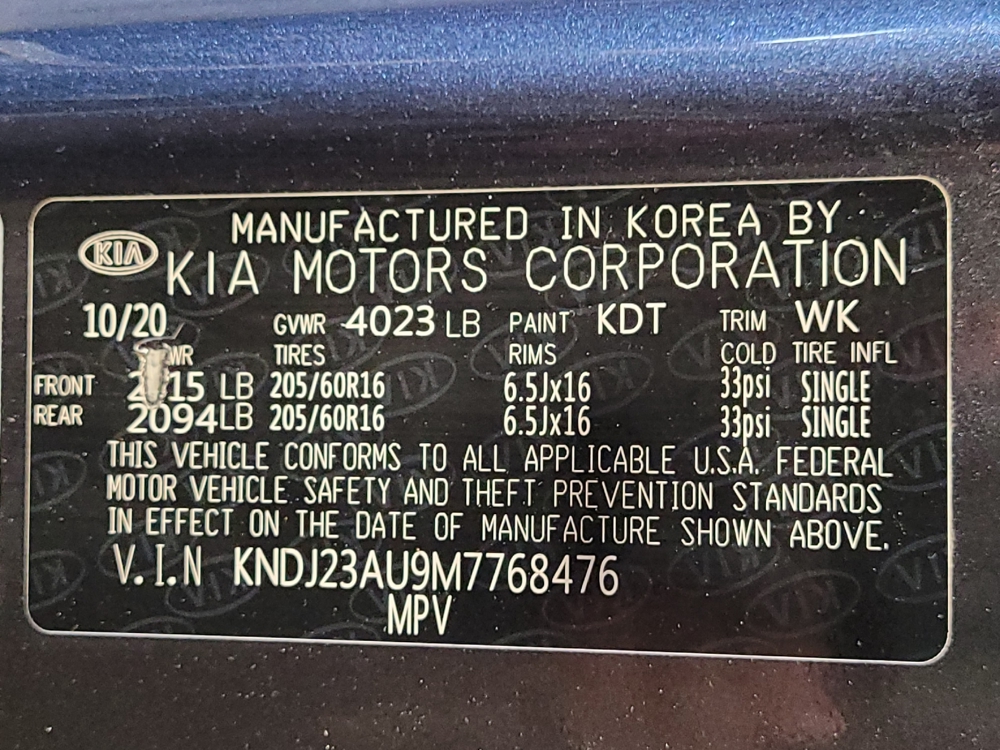 MANUFACTURED IN KOREA BY
KIA KIA MOTORS CORPORATION
10/20 GVWR 4023 LB PAINT KDT TRIM WK
TIRES RIMS COLD TIRE INFL
FRONT LB 205/60R16 6.5Jx16 33psi SINGLE
REAR 2094LB 205/60R16 6.5Jx16 33psi SINGLE
THIS VEHICLE CONFORMS TO ALL APPLICABLE U.S.A. FEDERAL
MOTOR VEHICLE SAFETY AND THEFT PREVENTION STANDARDS
IN EFFECT ON THE DATE OF MANUFACTURE SHOWN ABOVE.
V.I.N KNDJ23AU9M7768476
MPV